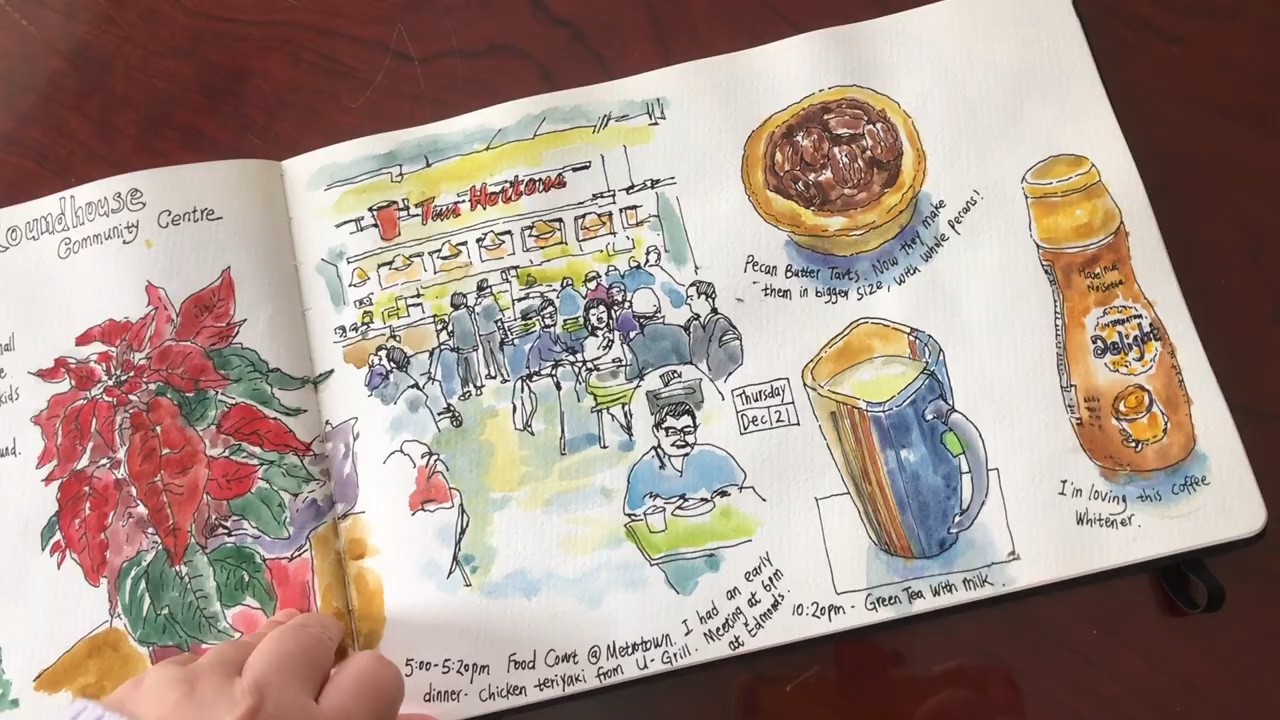 Roundhouse
Community Centre
kids
Tim Hortons
Thursday
Dec 21
5:00-5:20pm Food Court @ Metrotown. I had an early
dinner- chicken teriyaki from U-Grill. Meeting at 6pm
at Edmonds.
Pecan Butter Tarts. Now they make
them in bigger size, with whole pecans!
10:20pm - Green Tea with Milk.
Hazelnut
Noisette
INTERNATION
Delight
I'm loving this coffee
Whitener.